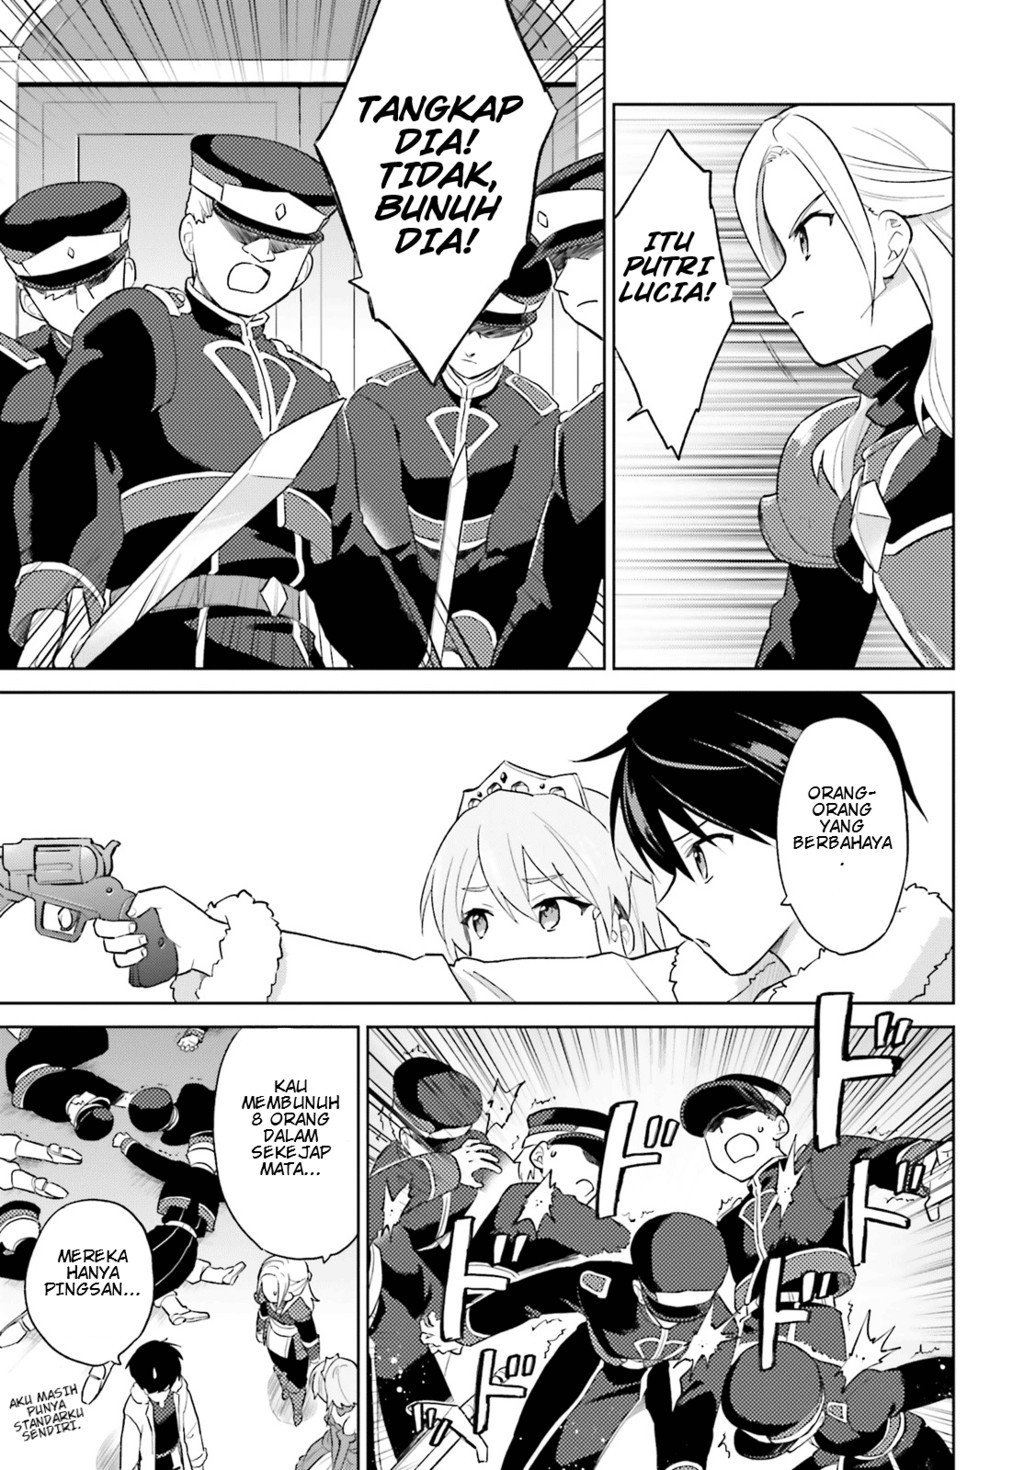 ITU
PUTRI
LUCIA!
TANGKAP
DIA!
TIDAK,
BUNUH
DIA!
ORANG-
ORANG
YANG
BERBAHAYA
.
ドドドド
KAU
MEMBUNUH
8 ORANG
DALAM
SEKEJAP
MATA...
MEREKA
HANYA
PINGSAN...
AKU MASIH
PUNYA
STANDARKU
SENDIRI.